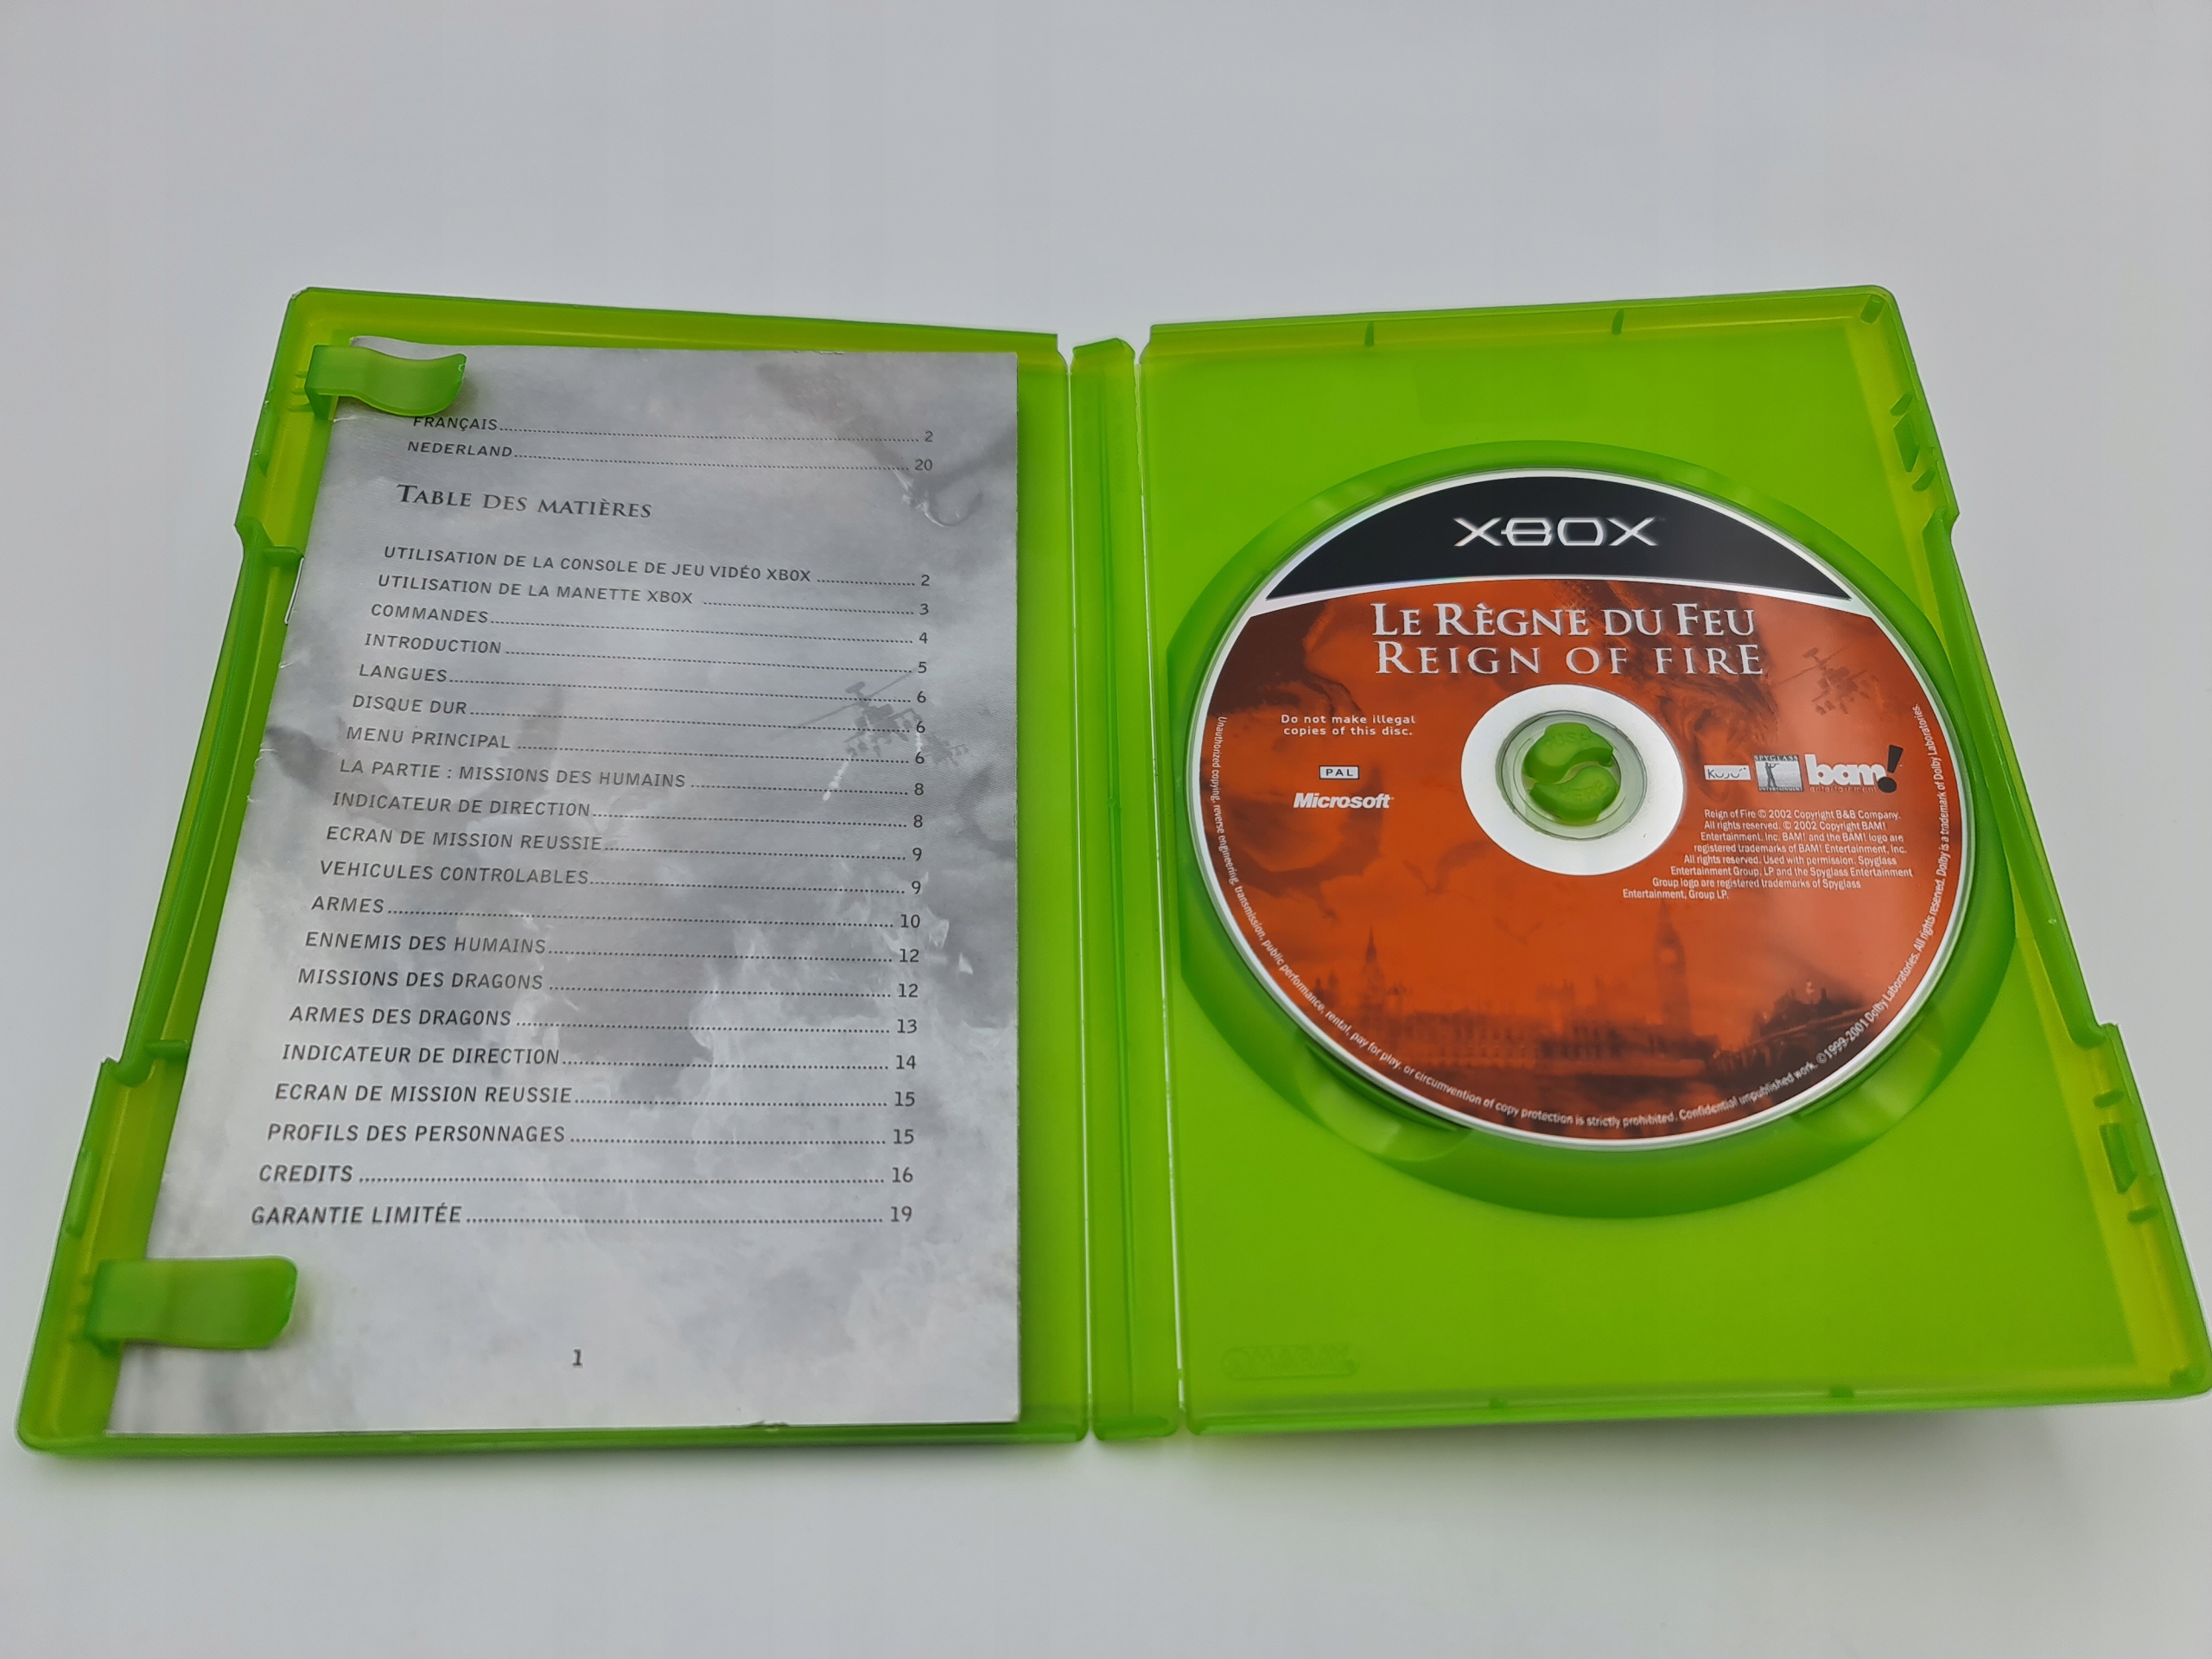 FRANÇAIS 2
NEDERLAND 20
TABLE DES MATIÈRES
UTILISATION DE LA CONSOLE DE JEU VIDÉO XBOX 2
UTILISATION DE LA MANETTE XBOX 3
COMMANDES 4
INTRODUCTION 5
LANGUES 6
DISQUE DUR 6
MENU PRINCIPAL 6
LA PARTIE : MISSIONS DES HUMAINS 8
INDICATEUR DE DIRECTION 8
ECRAN DE MISSION REUSSIE 9
VEHICULES CONTROLABLES 9
ARMES 10
ENNEMIS DES HUMAINS 12
MISSIONS DES DRAGONS 12
ARMES DES DRAGONS 13
INDICATEUR DE DIRECTION 14
ECRAN DE MISSION REUSSIE 15
PROFILS DES PERSONNAGES 15
CREDITS 16
GARANTIE LIMITÉE 19
1
XBOX
LE RÈGNE DU FEU
REIGN OF FIRE
Do not make illegal
copies of this disc.
PAL
Microsoft
KUJU
SPYGLASS
ENTERTAINMENT
bam!
entertainment
Reign of Fire © 2002 Copyright B&B Company.
All rights reserved. © 2002 Copyright BAM!
Entertainment, Inc. BAM! and the BAM! logo are
registered trademarks of BAM! Entertainment, Inc.
All rights reserved. Used with permission. Spyglass
Entertainment Group, LP and the Spyglass Entertainment
Group logo are registered trademarks of Spyglass
Entertainment, Group LP.
Unauthorized copying, reverse engineering, transmission, public performance, rental, pay for play, or circumvention of copy protection is strictly prohibited. Confidential unpublished work. ©1999-2001 Dolby Laboratories. All rights reserved. Dolby is a trademark of Dolby Laboratories.